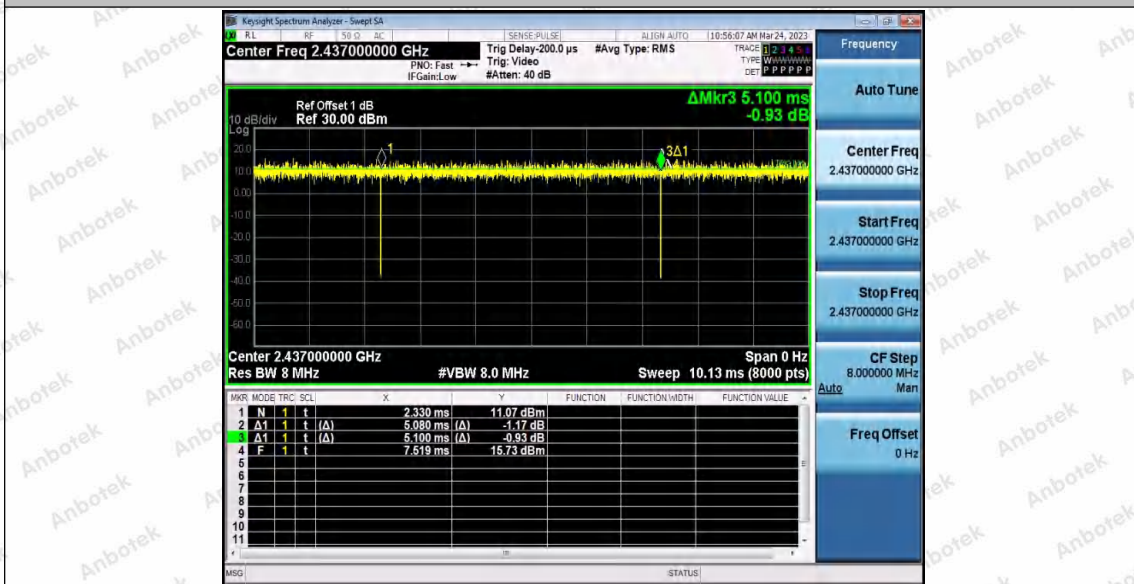 Keysight Spectrum Analyzer - Swept SA
RL RF 50 Ω AC SENSE:PULSE ALIGN AUTO 10:56:07 AM Mar 24, 2023
Center Freq 2.437000000 GHz
PNO: Fast
IFGain:Low
Trig Delay-200.0 µs
Trig: Video
#Atten: 40 dB
#Avg Type: RMS
TRACE 1 2 3 4 5 6
TYPE WWWWWW
DET P P P P P P
Ref Offset 1 dB
Ref 30.00 dBm
ΔMkr3 5.100 ms
-0.93 dB
10 dB/div
Log
20.0
10.0
0.00
-10.0
-20.0
-30.0
-40.0
-50.0
-60.0
1
3Δ1
Center 2.437000000 GHz
Span 0 Hz
Res BW 8 MHz
#VBW 8.0 MHz
Sweep 10.13 ms (8000 pts)
MKR MODE TRC SCL X Y FUNCTION FUNCTION WIDTH FUNCTION VALUE
1 N 1 t 2.330 ms 11.07 dBm
2 Δ1 1 t (Δ) 5.080 ms (Δ) -1.17 dB
3 Δ1 1 t (Δ) 5.100 ms (Δ) -0.93 dB
4 F 1 t 7.519 ms 15.73 dBm
5
6
7
8
9
10
11
MSG
STATUS
Frequency
Auto Tune
Center Freq
2.437000000 GHz
Start Freq
2.437000000 GHz
Stop Freq
2.437000000 GHz
CF Step
8.000000 MHz
Auto Man
Freq Offset
0 Hz
Anbotek